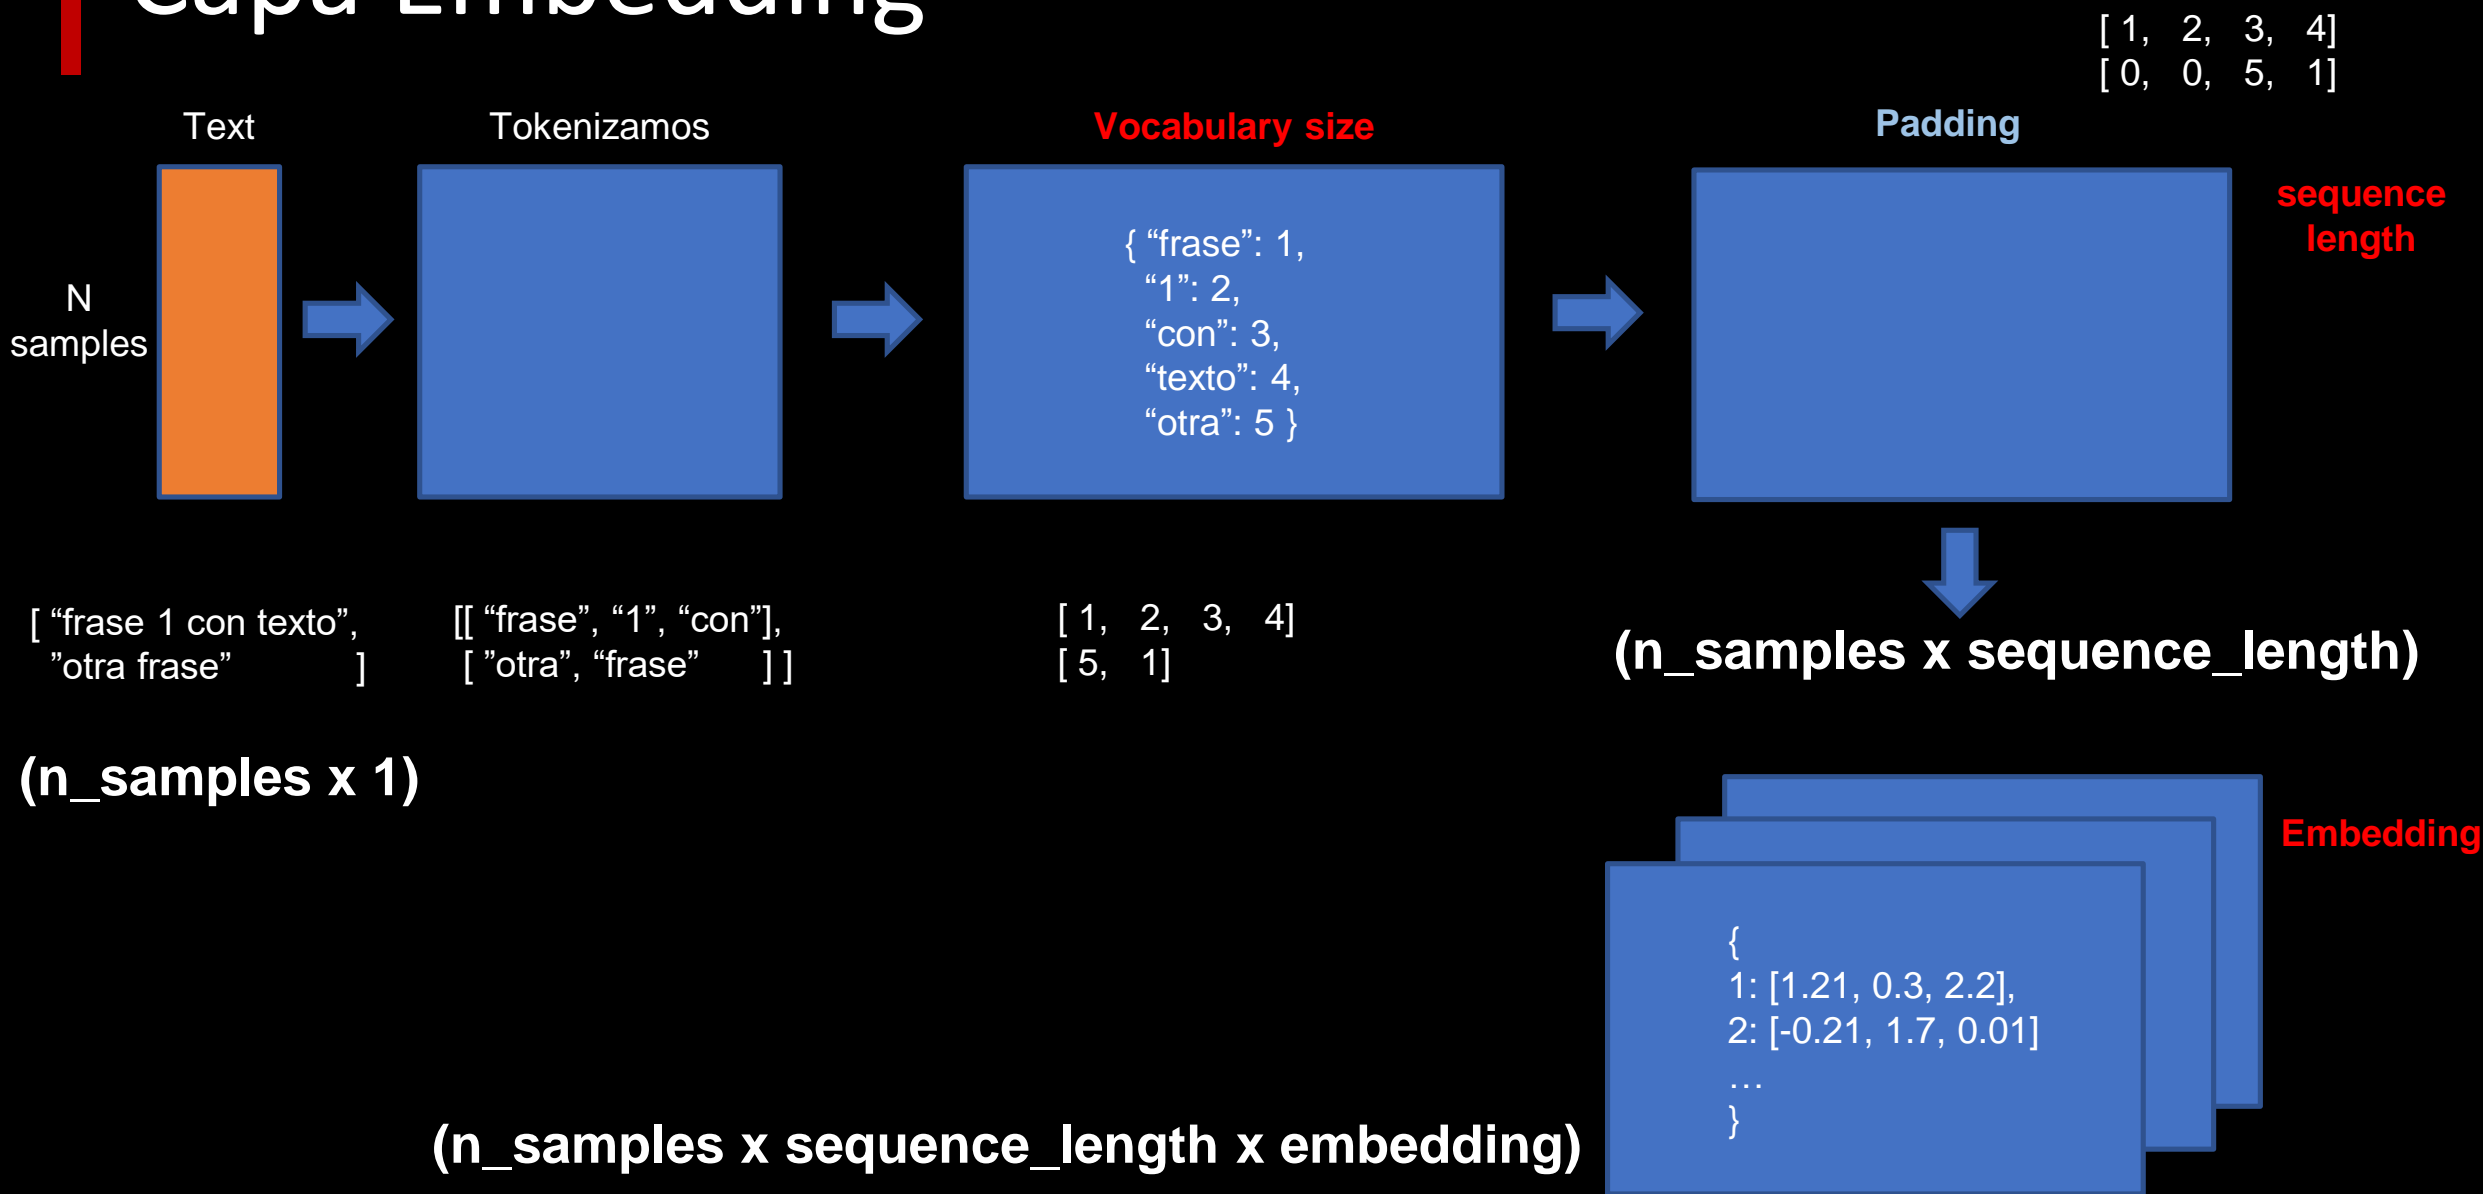 Capa Embedding
[ 1, 2, 3, 4]
[ 0, 0, 5, 1]
Text
Tokenizamos
Vocabulary size
Padding
sequence
length
N
samples
{ “frase”: 1,
“1”: 2,
“con”: 3,
“texto”: 4,
“otra”: 5 }
[ “frase 1 con texto”,
”otra frase” ]
[[ “frase”, “1”, “con”],
[ ”otra”, “frase” ] ]
[ 1, 2, 3, 4]
[ 5, 1]
(n_samples x sequence_length)
(n_samples x 1)
Embedding
{
1: [1.21, 0.3, 2.2],
2: [-0.21, 1.7, 0.01]
…
}
(n_samples x sequence_length x embedding)